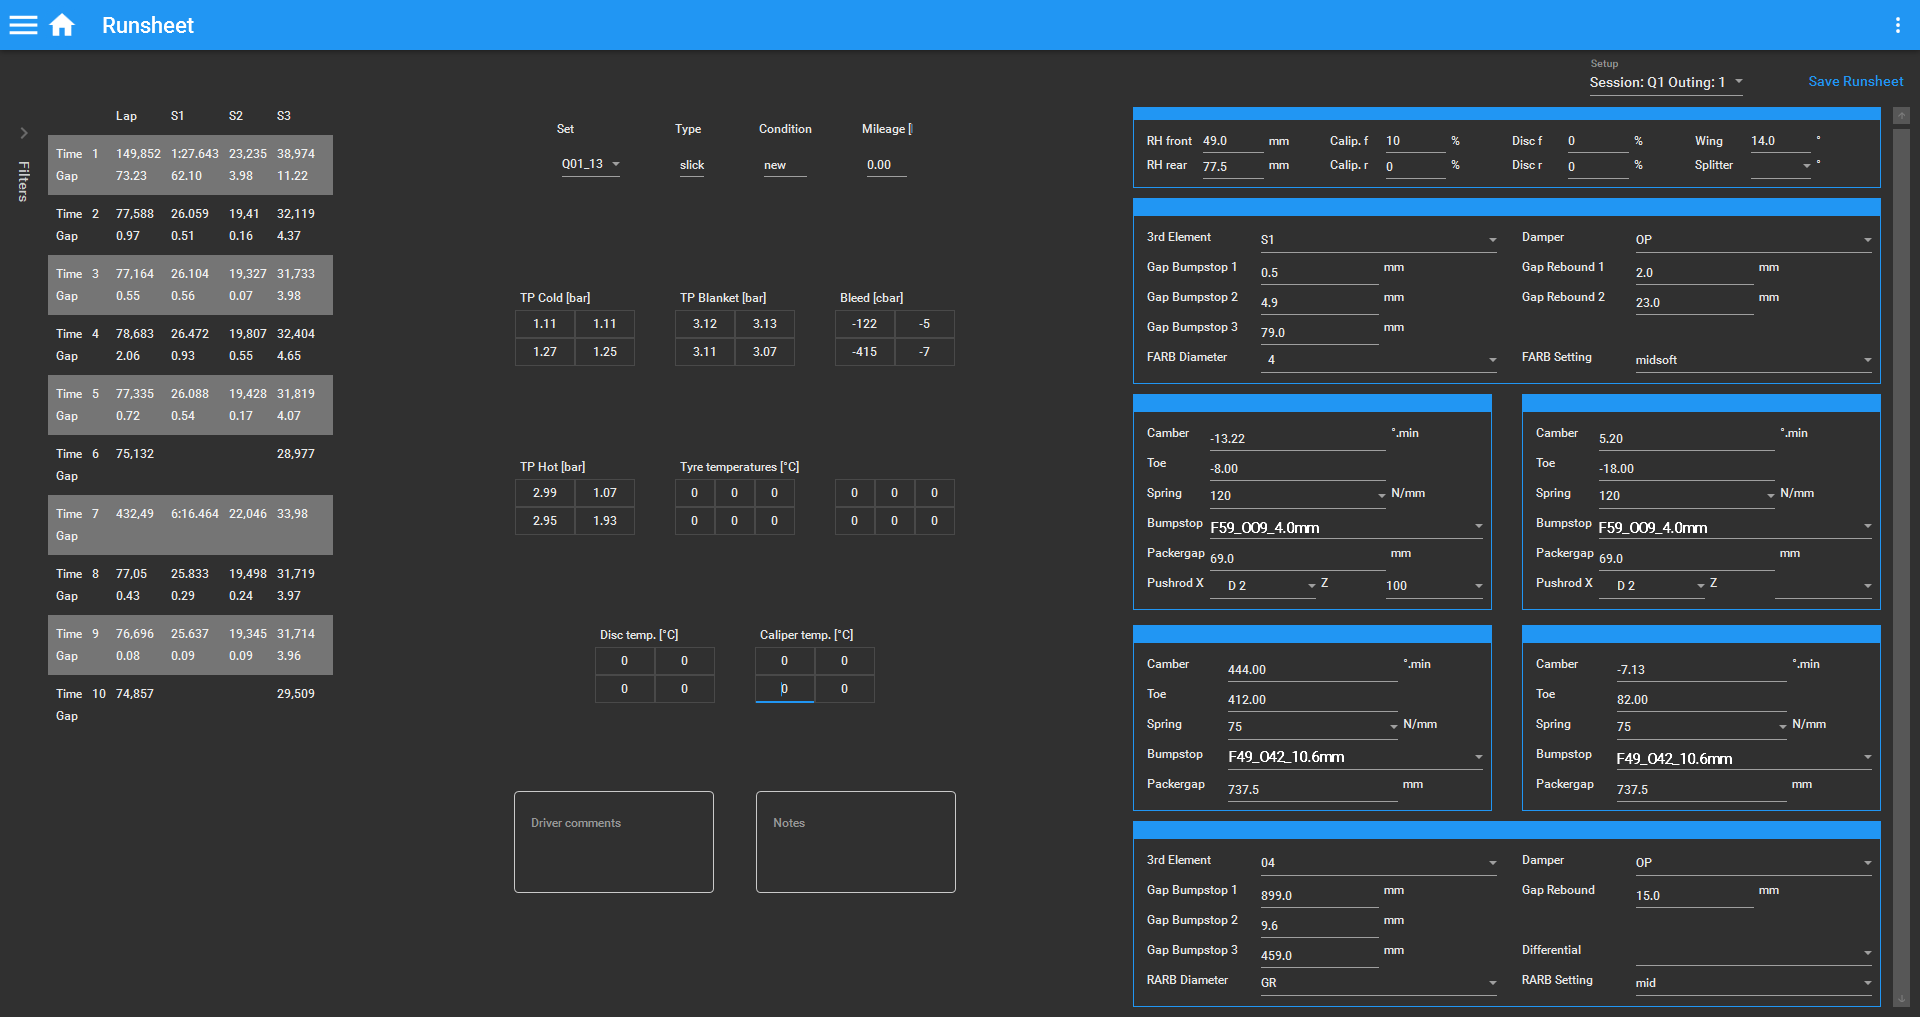 Runsheet
Setup
Session: Q1 Outing: 1
Save Runsheet
Filters
Lap S1 S2 S3
Time 1 149,852 1:27.643 23,235 38,974
Gap 73.23 62.10 3.98 11.22
Time 2 77,588 26.059 19,41 32,119
Gap 0.97 0.51 0.16 4.37
Time 3 77,164 26.104 19,327 31,733
Gap 0.55 0.56 0.07 3.98
Time 4 78,683 26.472 19,807 32,404
Gap 2.06 0.93 0.55 4.65
Time 5 77,335 26.088 19,428 31,819
Gap 0.72 0.54 0.17 4.07
Time 6 75,132 28,977
Gap
Time 7 432,49 6:16.464 22,046 33,98
Gap
Time 8 77,05 25.833 19,498 31,719
Gap 0.43 0.29 0.24 3.97
Time 9 76,696 25.637 19,345 31,714
Gap 0.08 0.09 0.09 3.96
Time 10 74,857 29,509
Gap
Set Type Condition Mileage [
Q01_13 slick new 0.00
TP Cold [bar] TP Blanket [bar] Bleed [cbar]
1.11 1.11 3.12 3.13 -122 -5
1.27 1.25 3.11 3.07 -415 -7
TP Hot [bar] Tyre temperatures [°C]
2.99 1.07 0 0 0 0 0 0
2.95 1.93 0 0 0 0 0 0
Disc temp. [°C] Caliper temp. [°C]
0 0 0 0
0 0 0 0
Driver comments Notes
RH front 49.0 mm Calip. f 10 % Disc f 0 % Wing 14.0 °
RH rear 77.5 mm Calip. r 0 % Disc r 0 % Splitter °
3rd Element S1 Damper OP
Gap Bumpstop 1 0.5 mm Gap Rebound 1 2.0 mm
Gap Bumpstop 2 4.9 mm Gap Rebound 2 23.0 mm
Gap Bumpstop 3 79.0 mm
FARB Diameter 4 FARB Setting midsoft
Camber -13.22 °.min
Toe -8.00
Spring 120 N/mm
Bumpstop F59_O09_4.0mm
Packergap 69.0 mm
Pushrod X D 2 Z 100
Camber 5.20 °.min
Toe -18.00
Spring 120 N/mm
Bumpstop F59_O09_4.0mm
Packergap 69.0 mm
Pushrod X D 2 Z
Camber 444.00 °.min
Toe 412.00
Spring 75 N/mm
Bumpstop F49_O42_10.6mm
Packergap 737.5 mm
Camber -7.13 °.min
Toe 82.00
Spring 75 N/mm
Bumpstop F49_O42_10.6mm
Packergap 737.5 mm
3rd Element 04 Damper OP
Gap Bumpstop 1 899.0 mm Gap Rebound 15.0 mm
Gap Bumpstop 2 9.6 mm
Gap Bumpstop 3 459.0 mm Differential
RARB Diameter GR RARB Setting mid